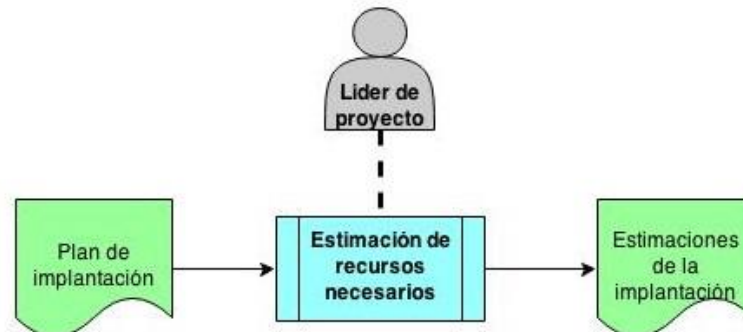 Lider de
proyecto
Plan de
implantación
Estimación de
recursos
necesarios
Estimaciones
de la
implantación